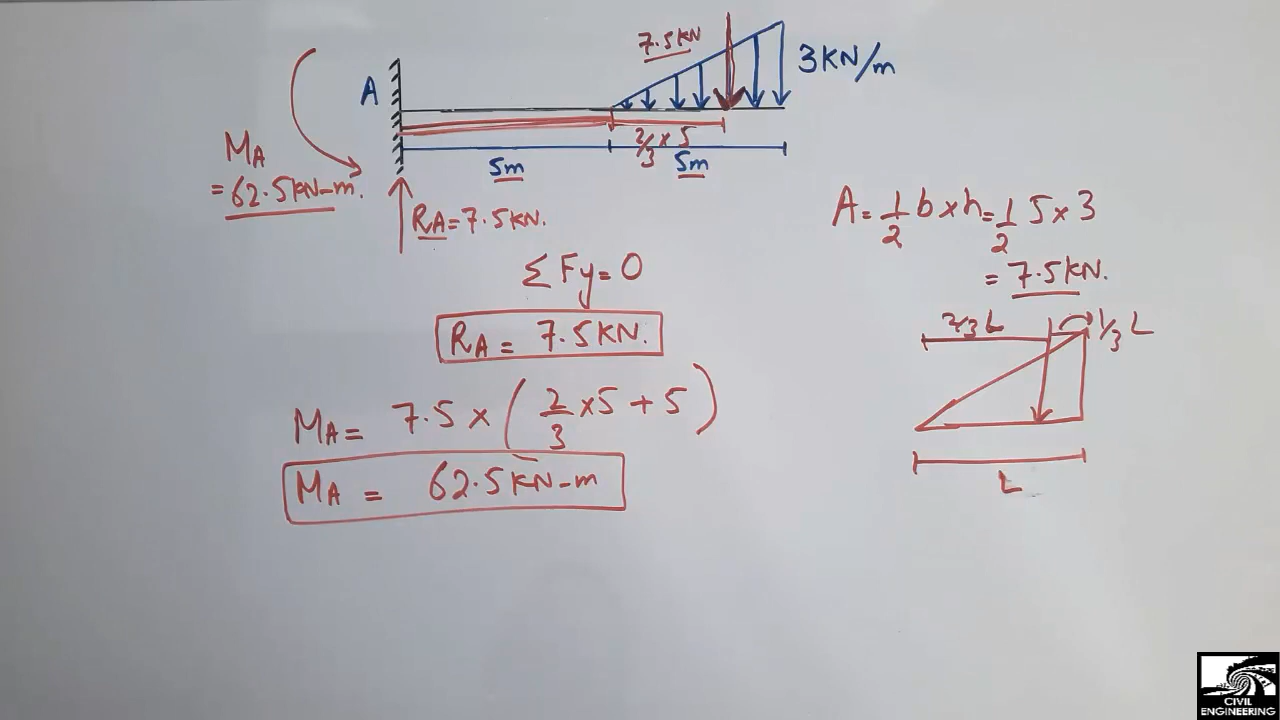 7.5KN
3KN/m
A
2/3 x 5
5m
5m
MA
= 62.5KN-m.
RA = 7.5KN.
A = 1/2 b x h = 1/2 5 x 3
= 7.5KN.
ΣFy = 0
RA = 7.5KN.
2/3 L
1/3 L
MA = 7.5 x (2/3 x 5 + 5)
MA = 62.5KN-m
L
CIVIL
ENGINEERING